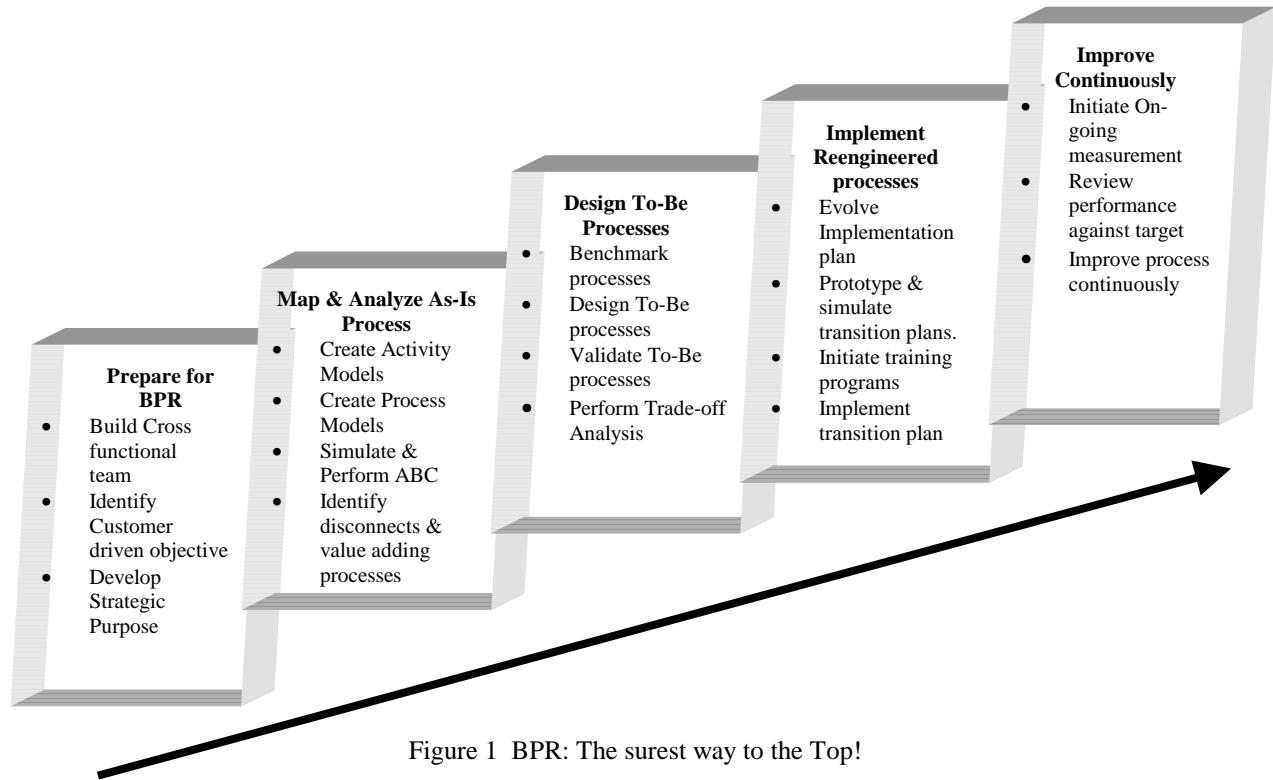 Prepare for
BPR
• Build Cross
functional
team
• Identify
Customer
driven objective
• Develop
Strategic
Purpose
Map & Analyze As-Is
Process
• Create Activity
Models
• Create Process
Models
• Simulate &
Perform ABC
• Identify
disconnects &
value adding
processes
Design To-Be
Processes
• Benchmark
processes
• Design To-Be
processes
• Validate To-Be
processes
• Perform Trade-off
Analysis
Implement
Reengineered
processes
• Evolve
Implementation
plan
• Prototype &
simulate
transition plans.
• Initiate training
programs
• Implement
transition plan
Improve
Continuously
• Initiate On-
going
measurement
• Review
performance
against target
• Improve process
continuously
Figure 1 BPR: The surest way to the Top!